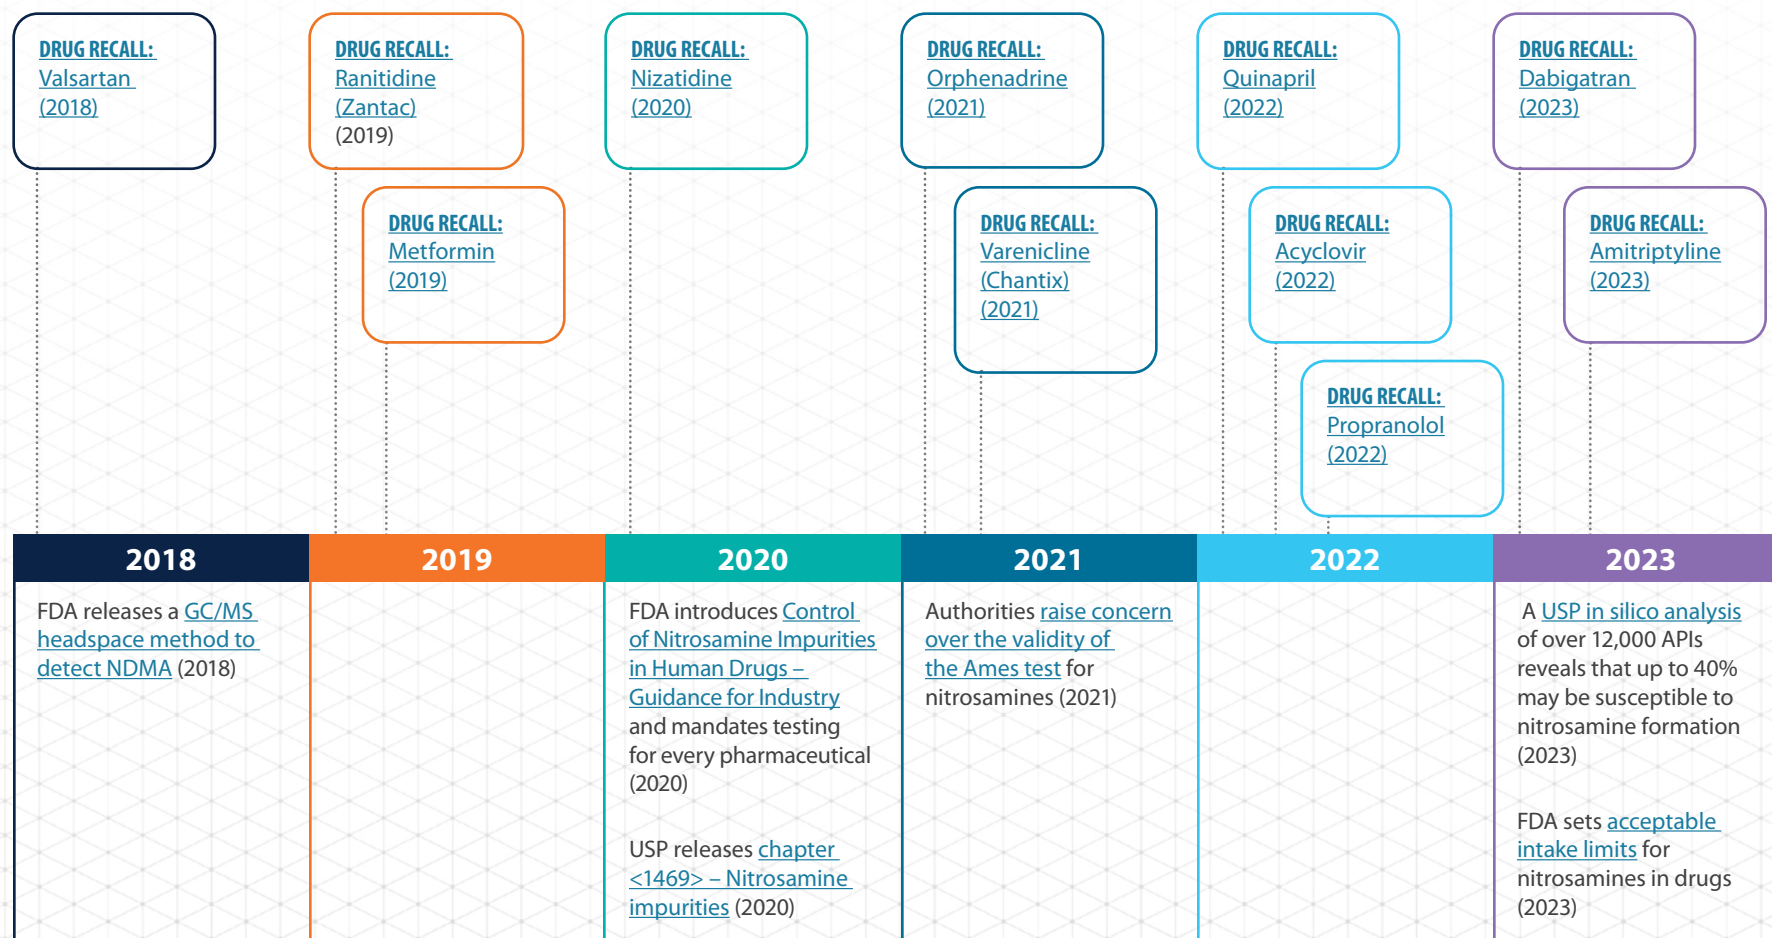 DRUG RECALL:
Valsartan
(2018)
DRUG RECALL:
Ranitidine
(Zantac)
(2019)
DRUG RECALL:
Nizatidine
(2020)
DRUG RECALL:
Orphenadrine
(2021)
DRUG RECALL:
Quinapril
(2022)
DRUG RECALL:
Dabigatran
(2023)
DRUG RECALL:
Metformin
(2019)
DRUG RECALL:
Varenicline
(Chantix)
(2021)
DRUG RECALL:
Acyclovir
(2022)
DRUG RECALL:
Amitriptyline
(2023)
DRUG RECALL:
Propranolol
(2022)
2018
2019
2020
2021
2022
2023
FDA releases a GC/MS
headspace method to
detect NDMA (2018)
FDA introduces Control
of Nitrosamine Impurities
in Human Drugs –
Guidance for Industry
and mandates testing
for every pharmaceutical
(2020)
USP releases chapter
<1469> – Nitrosamine
impurities (2020)
Authorities raise concern
over the validity of
the Ames test for
nitrosamines (2021)
A USP in silico analysis
of over 12,000 APIs
reveals that up to 40%
may be susceptible to
nitrosamine formation
(2023)
FDA sets acceptable
intake limits for
nitrosamines in drugs
(2023)